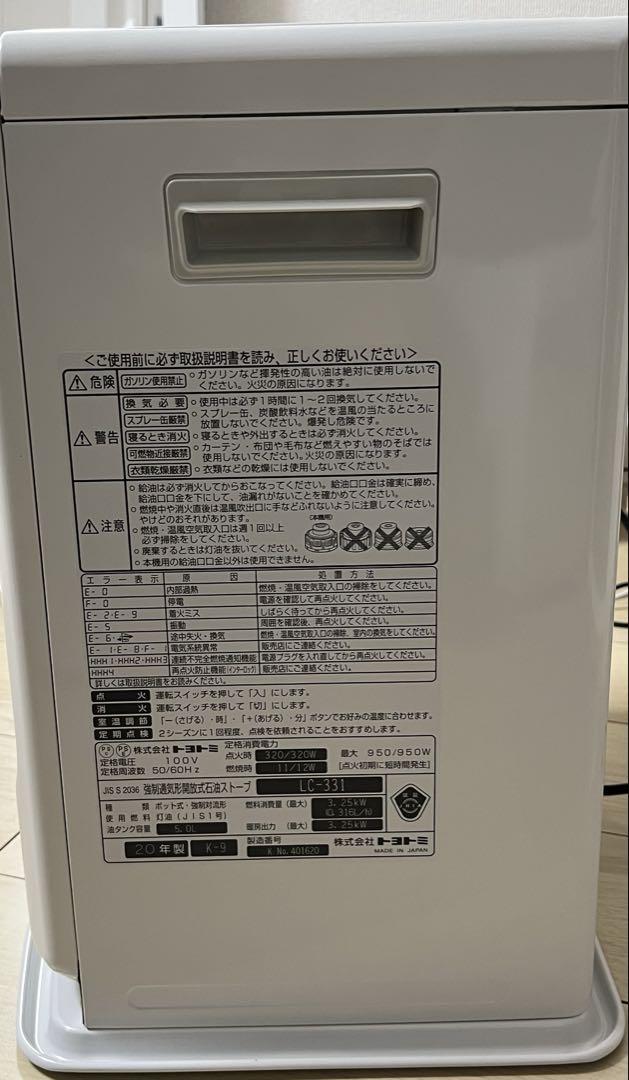 ＜ご使用前に必ず取扱説明書を読み、正しくお使いください＞
危険 ガソリン使用禁止 ○ガソリンなど揮発性の高い油は絶対に使用しないで
ください。火災の原因になります。
警告
換気必要 ○使用中は必ず1時間に1〜2回換気してください。
スプレー缶厳禁 ○スプレー缶、炭酸飲料水などを温風の当たるところに
放置しないでください。爆発し危険です。
寝るとき消火 ○寝るときや外出するときは必ず消火してください。
可燃物近接厳禁 ○カーテン・布団や毛布など燃えやすい物のそばでは
使用しないでください。火災の原因になります。
衣類乾燥厳禁 ○衣類などの乾燥には使用しないでください。
注意
○給油は必ず消火してからおこなってください。給油口口金は確実に締め、
給油口口金を下にして、油漏れがないことを確かめてください。
○燃焼中や消火直後は温風吹出口に手などふれないように注意してください。
やけどのおそれがあります。
(本機用)
○燃焼・温風空気取入口は週1回以上
必ず掃除をしてください。
○廃棄するときは灯油を抜いてください。
○本機用の給油口口金以外は使用できません。
エラー表示 原因 処置方法
E-0 内部過熱 燃焼・温風空気取入口の掃除をしてください。
F-0 停電 電源を確認して再点火してください。
E-2・E-9 着火ミス しばらく待ってから再点火してください。
E-5 振動 周囲を確認後、再点火してください。
E-6・ 途中失火・換気 燃焼・温風空気取入口の掃除、室内の換気をしてください。
E-1・E-8・F-1 電気系統異常 販売店にご連絡ください。
HHH1・HHH2・HHH3 連続不完全燃焼通知機能 電源プラグを入れ直してから再点火してください。
HHH4 再点火防止機能(インターロック) 販売店にご連絡ください。
詳しくは取扱説明書をお読みください。
点火 運転スイッチを押して「入」にします。
消火 運転スイッチを押して「切」にします。
室温調節 「－(さげる)・時」・「＋(あげる)・分」ボタンでお好みの温度に合わせます。
定期点検 2シーズンに1回程度、点検を依頼されることをおすすめします。
PSC PSE 株式会社トヨトミ 定格消費電力
定格電圧 100V 点火時 320/320W 最大 950/950W
定格周波数 50/60Hz 燃焼時 11/12W [点火初期に短時間発生]
JIS S 2036 強制通気形開放式石油ストーブ LC-331
種類 ポット式・強制対流形 燃料消費量(最大) 3.25kW
使用燃料 灯油(JIS1号) (0.316L/h)
油タンク容量 5.0L 暖房出力(最大) 3.25kW
20年製 K-9 製造番号 K No.401620 株式会社トヨトミ
MADE IN JAPAN